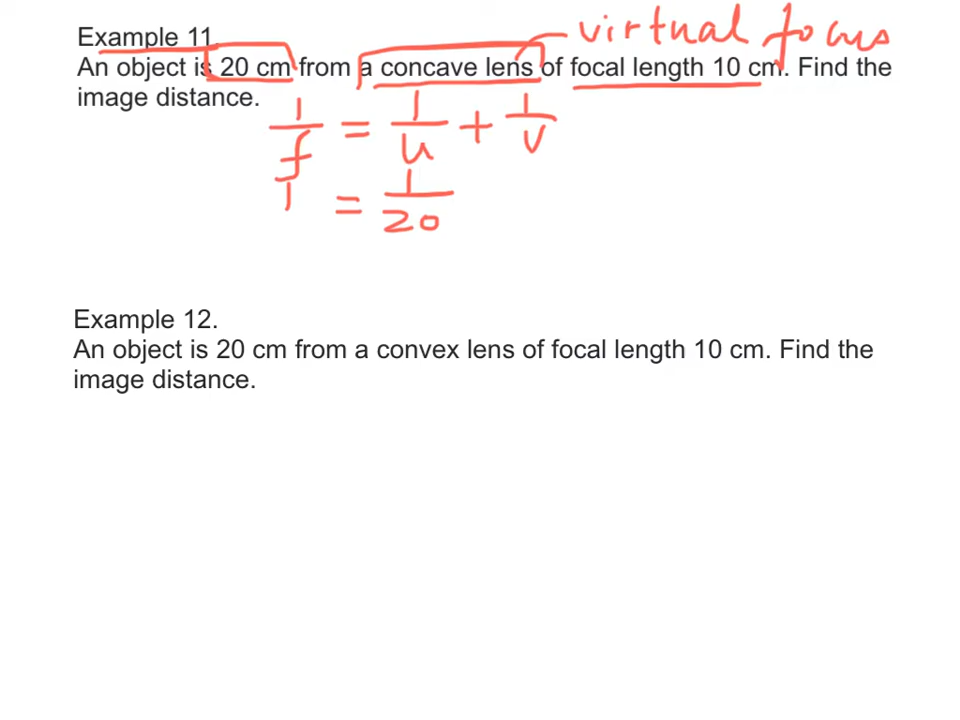 Example 11
virtual focus
An object is 20 cm from a concave lens of focal length 10 cm. Find the
image distance.
1/f = 1/u + 1/v
1 = 1/20
Example 12.
An object is 20 cm from a convex lens of focal length 10 cm. Find the
image distance.